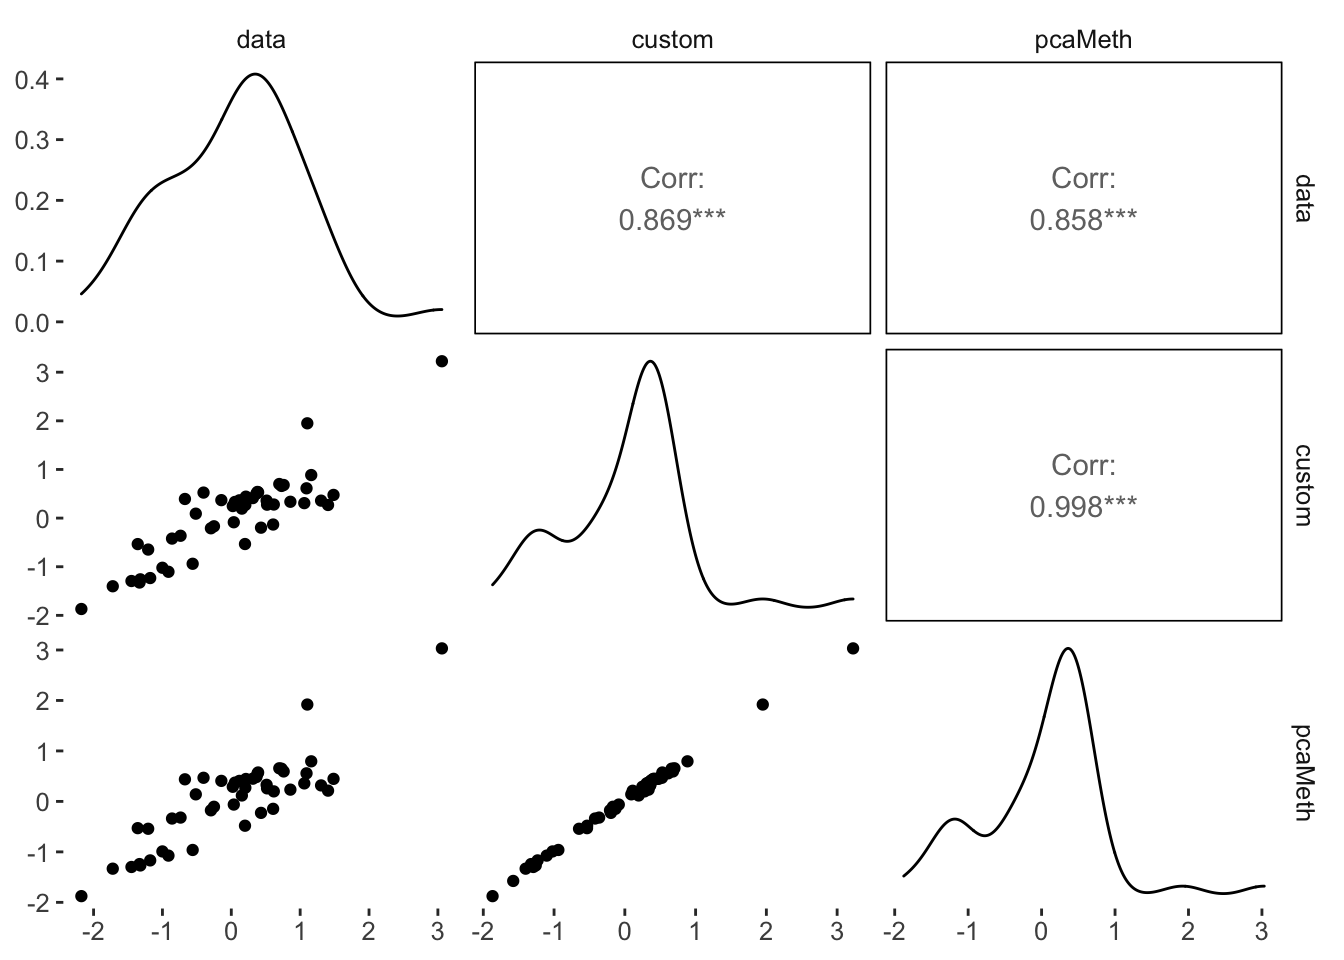 data custom pcaMeth
0.4
0.3
0.2
0.1
0.0
Corr:
0.869***
Corr:
0.858***
data
3
2
1
0
-1
-2
Corr:
0.998***
custom
3
2
1
0
-1
-2
pcaMeth
-2 -1 0 1 2 3 -2 -1 0 1 2 3 -2 -1 0 1 2 3